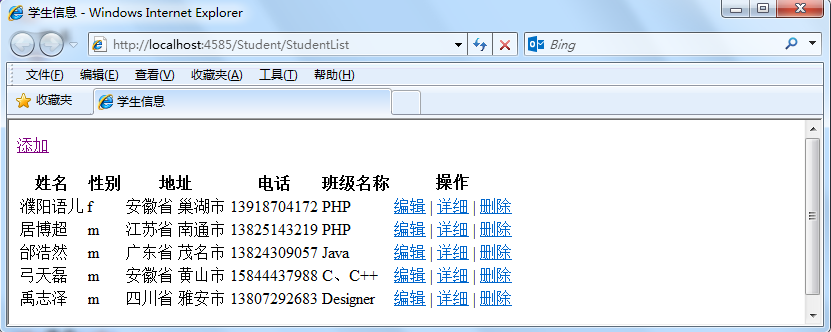 学生信息 - Windows Internet Explorer
http://localhost:4585/Student/StudentList Bing
文件(F) 编辑(E) 查看(V) 收藏夹(A) 工具(T) 帮助(H)
收藏夹 学生信息
添加
姓名 性别 地址 电话 班级名称 操作
濮阳语儿 f 安徽省 巢湖市 13918704172 PHP 编辑 | 详细 | 删除
居博超 m 江苏省 南通市 13825143219 PHP 编辑 | 详细 | 删除
邰浩然 m 广东省 茂名市 13824309057 Java 编辑 | 详细 | 删除
弓天磊 m 安徽省 黄山市 15844437988 C、C++ 编辑 | 详细 | 删除
禹志泽 m 四川省 雅安市 13807292683 Designer 编辑 | 详细 | 删除